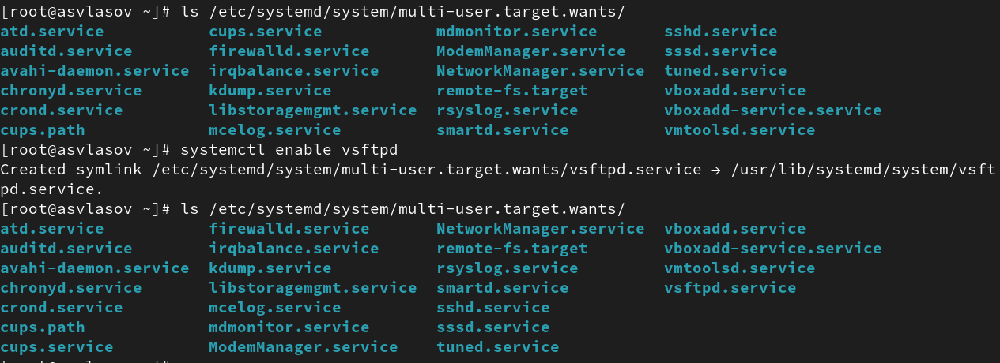 [root@asvlasov ~]# ls /etc/systemd/system/multi-user.target.wants/
atd.service cups.service mdmonitor.service sshd.service
auditd.service firewalld.service ModemManager.service sssd.service
avahi-daemon.service irqbalance.service NetworkManager.service tuned.service
chronyd.service kdump.service remote-fs.target vboxadd.service
crond.service libstoragemgmt.service rsyslog.service vboxadd-service.service
cups.path mcelog.service smartd.service vmtoolsd.service
[root@asvlasov ~]# systemctl enable vsftpd
Created symlink /etc/systemd/system/multi-user.target.wants/vsftpd.service → /usr/lib/systemd/system/vsft
pd.service.
[root@asvlasov ~]# ls /etc/systemd/system/multi-user.target.wants/
atd.service firewalld.service NetworkManager.service vboxadd.service
auditd.service irqbalance.service remote-fs.target vboxadd-service.service
avahi-daemon.service kdump.service rsyslog.service vmtoolsd.service
chronyd.service libstoragemgmt.service smartd.service vsftpd.service
crond.service mcelog.service sshd.service
cups.path mdmonitor.service sssd.service
cups.service ModemManager.service tuned.service